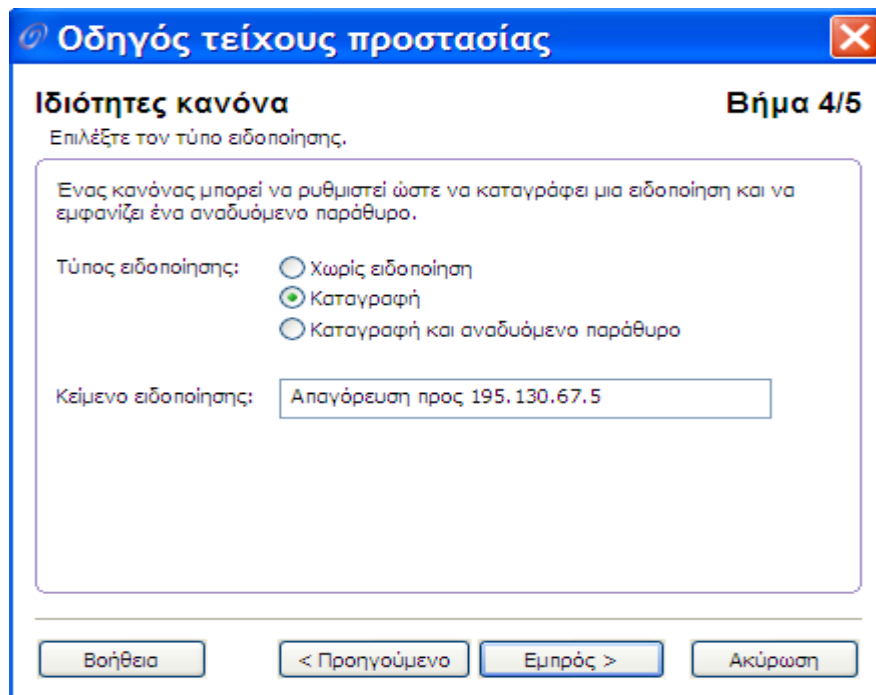 Οδηγός τείχους προστασίας
Ιδιότητες κανόνα Βήμα 4/5
Επιλέξτε τον τύπο ειδοποίησης.
Ένας κανόνας μπορεί να ρυθμιστεί ώστε να καταγράφει μια ειδοποίηση και να
εμφανίζει ένα αναδυόμενο παράθυρο.
Τύπος ειδοποίησης: Χωρίς ειδοποίηση
Καταγραφή
Καταγραφή και αναδυόμενο παράθυρο
Κείμενο ειδοποίησης: Απαγόρευση προς 195.130.67.5
Βοήθεια < Προηγούμενο Εμπρός > Ακύρωση